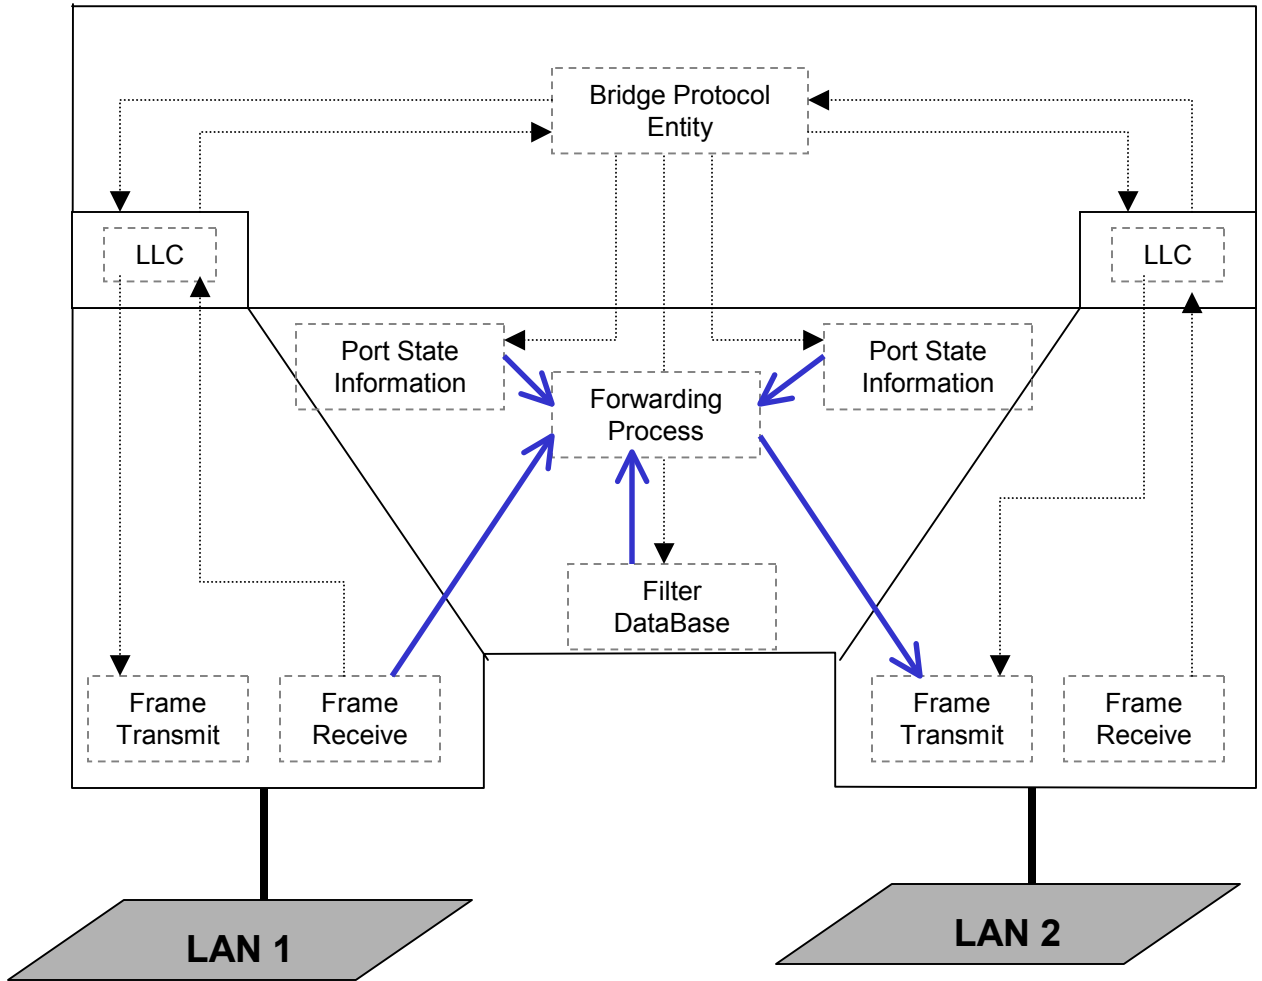 Bridge Protocol
Entity
LLC
LLC
Port State
Information
Port State
Information
Forwarding
Process
Filter
DataBase
Frame
Transmit
Frame
Receive
Frame
Transmit
Frame
Receive
LAN 1
LAN 2